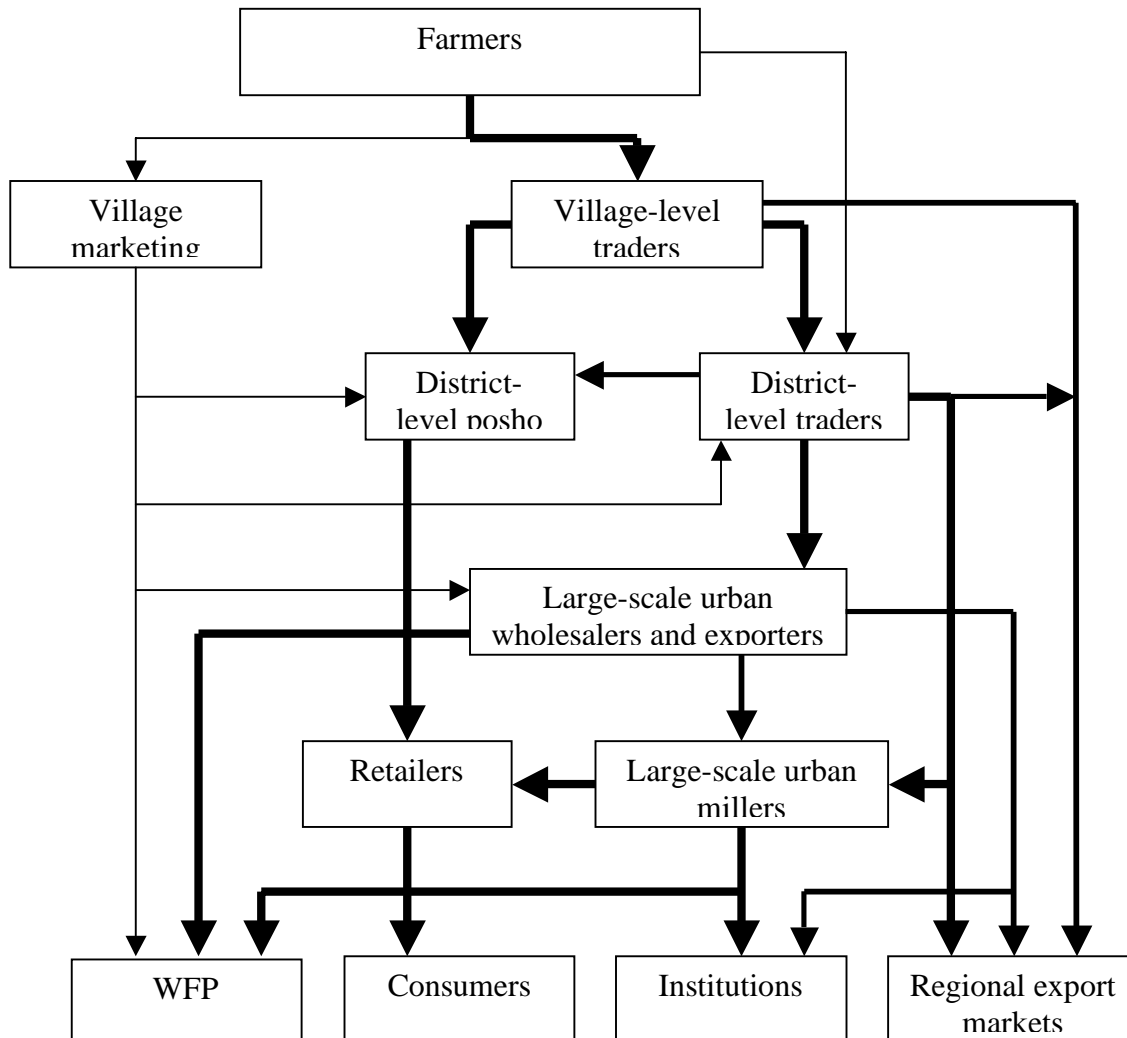 Farmers
Village
marketing
Village-level
traders
District-
level posho
District-
level traders
Large-scale urban
wholesalers and exporters
Retailers
Large-scale urban
millers
WFP
Consumers
Institutions
Regional export
markets